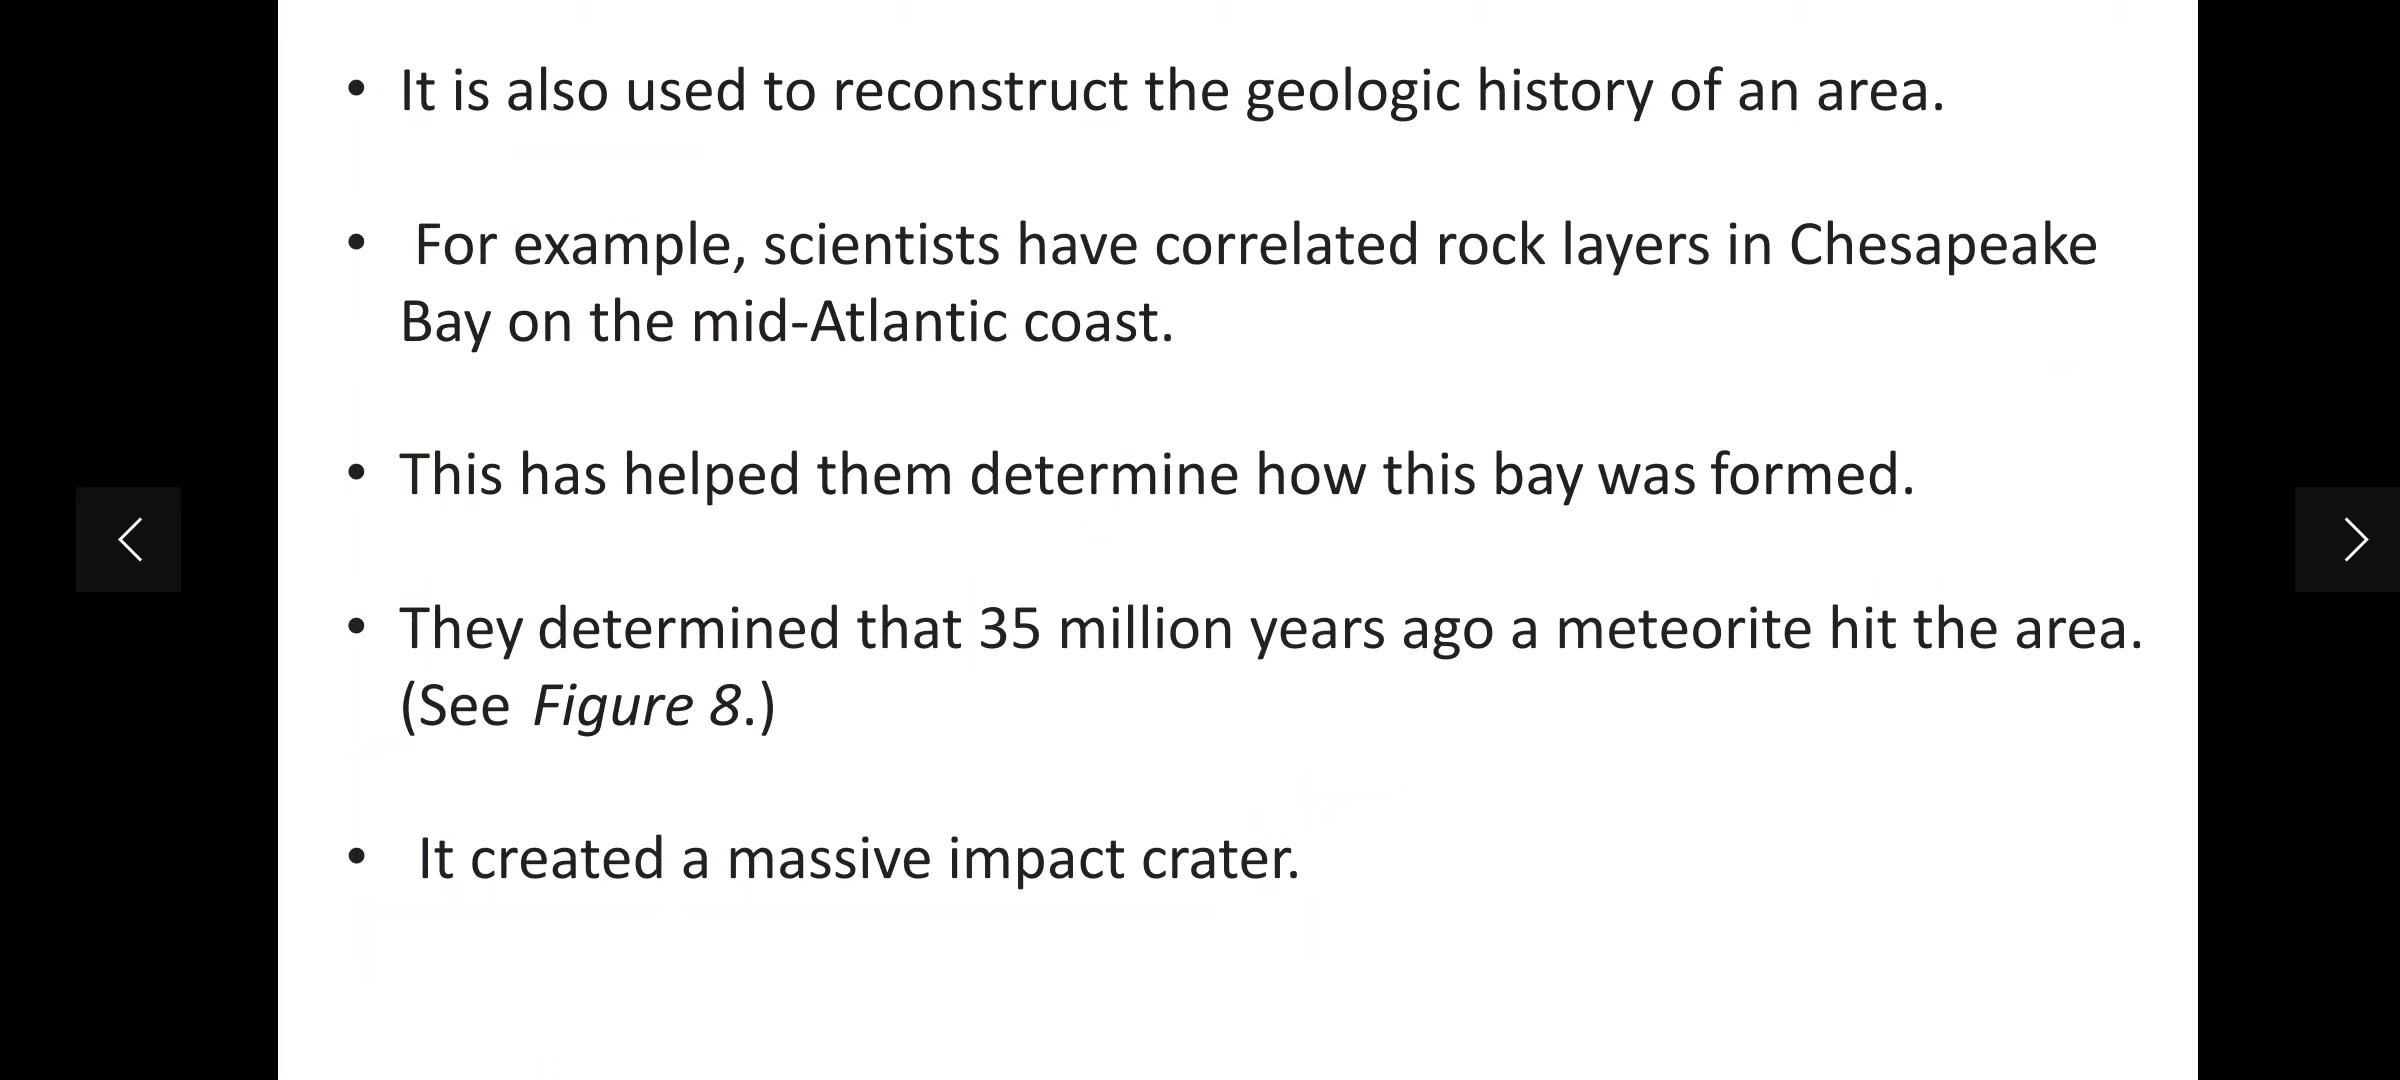 • It is also used to reconstruct the geologic history of an area.
• For example, scientists have correlated rock layers in Chesapeake
Bay on the mid-Atlantic coast.
• This has helped them determine how this bay was formed.
• They determined that 35 million years ago a meteorite hit the area.
(See Figure 8.)
• It created a massive impact crater.